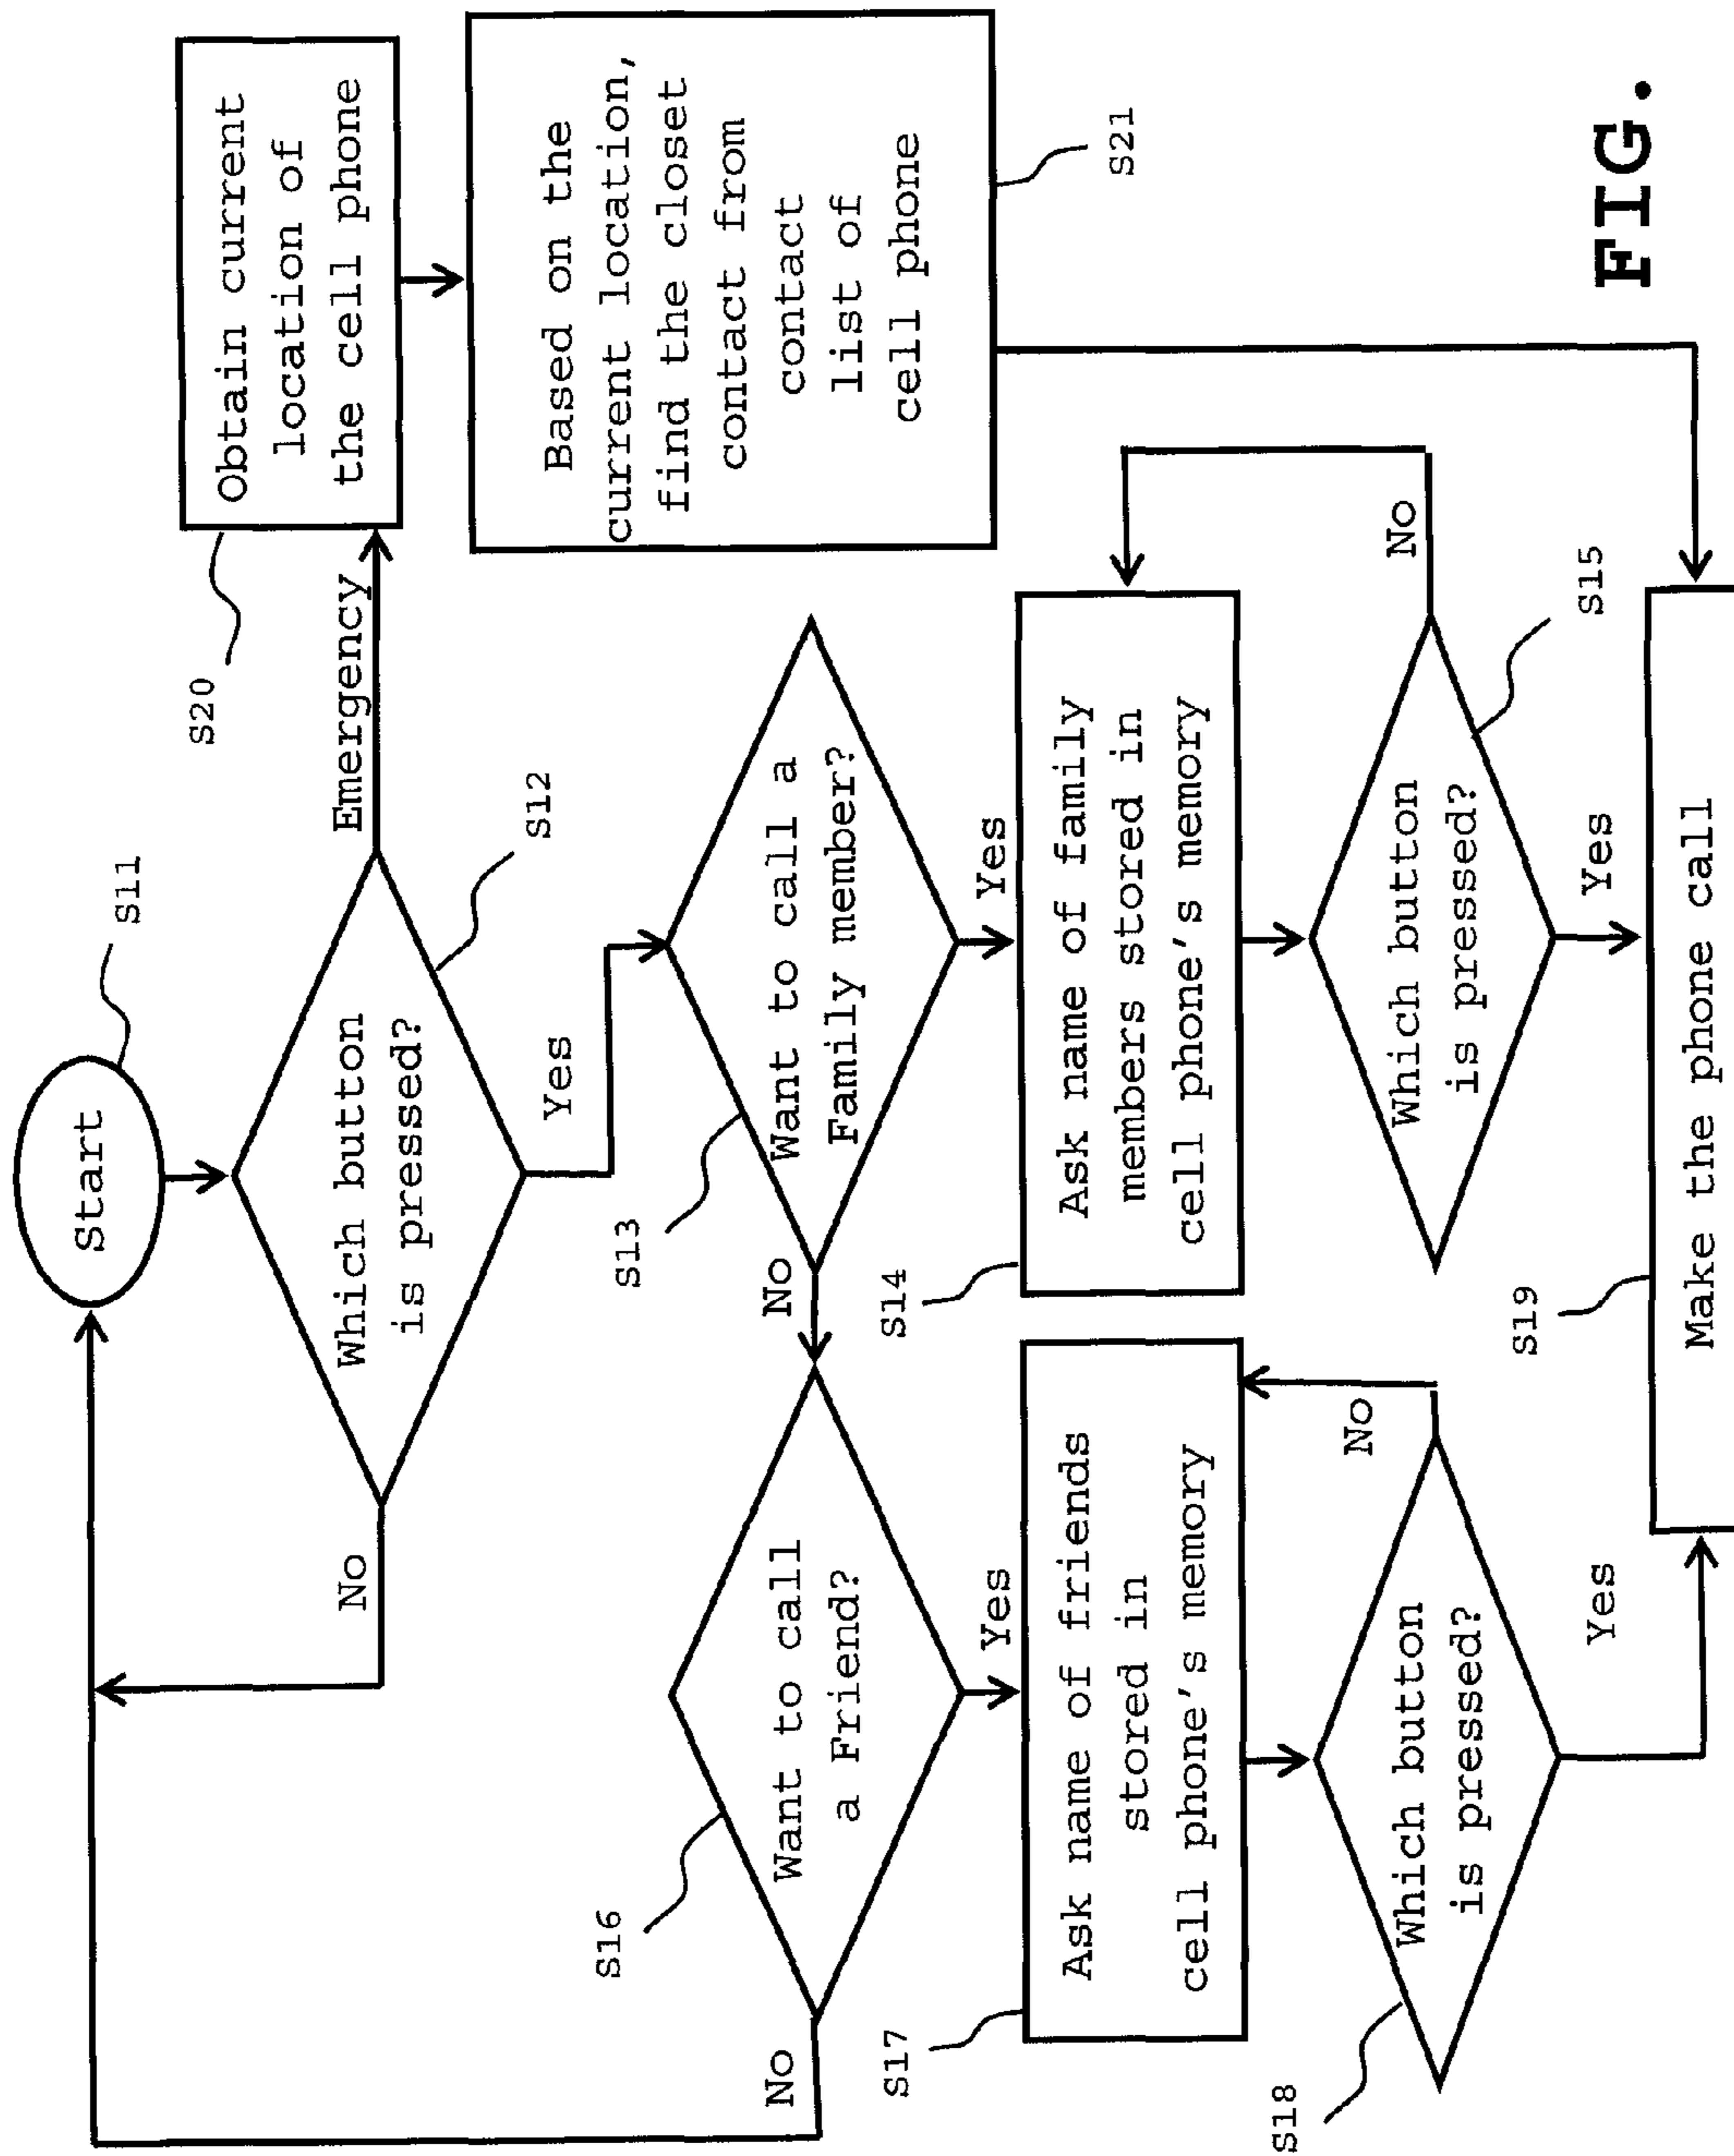 Start
S11
Which button
is pressed?
S12
No
Yes
Emergency
S20
Obtain current
location of
the cell phone
Based on the
current location,
find the closet
contact from
contact
list of
cell phone
S21
S13
Want to call a
Family member?
No
Yes
S16
Want to call
a Friend?
No
Yes
S14
Ask name of family
members stored in
cell phone's memory
S17
Ask name of friends
stored in
cell phone's memory
Which button
is pressed?
S15
No
Yes
S18
Which button
is pressed?
No
Yes
S19
Make the phone call
FIG.